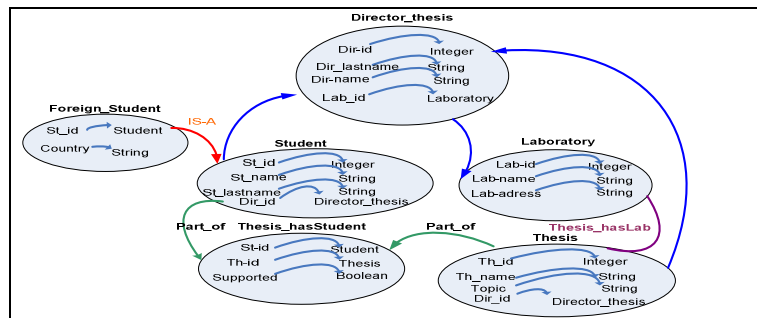 Director_thesis
Dir-id Integer
Dir_lastname String
Dir-name String
Lab_id Laboratory
Foreign_Student
St_id Student
Country String
IS-A
Student
St_id Integer
St_name String
St_lastname String
Dir_id Director_thesis
Laboratory
Lab-id Integer
Lab-name String
Lab-adress String
Part_of
Thesis_hasStudent
St-id Student
Th-id Thesis
Supported Boolean
Part_of
Thesis_hasLab
Thesis
Th_id Integer
Th_name String
Topic String
Dir_id Director_thesis